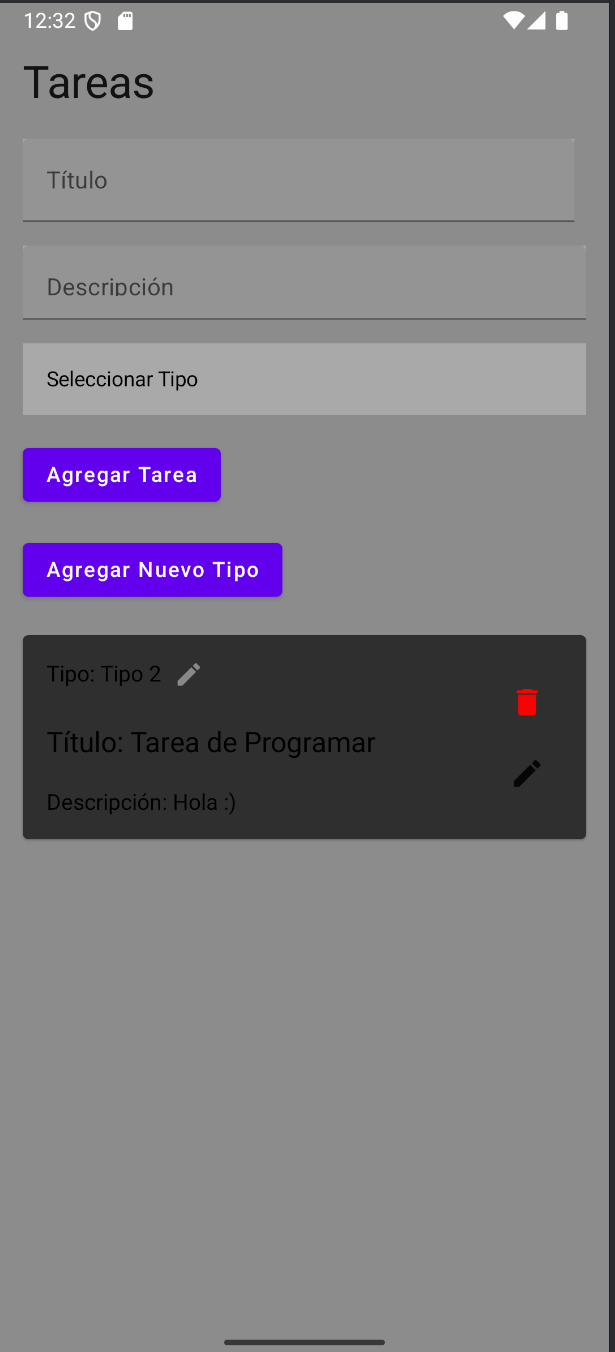 12:32
Tareas
Título
Descripción
Seleccionar Tipo
Agregar Tarea
Agregar Nuevo Tipo
Tipo: Tipo 2
Título: Tarea de Programar
Descripción: Hola :)